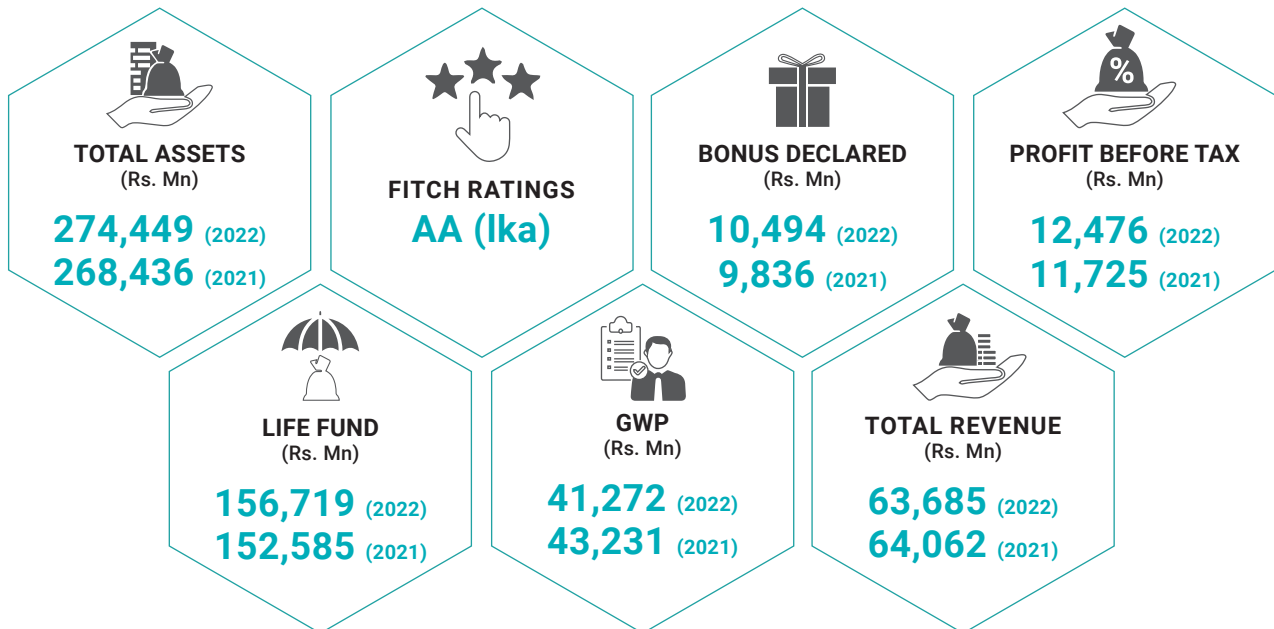 TOTAL ASSETS
(Rs. Mn)
274,449 (2022)
268,436 (2021)
FITCH RATINGS
AA (lka)
BONUS DECLARED
(Rs. Mn)
10,494 (2022)
9,836 (2021)
%
PROFIT BEFORE TAX
(Rs. Mn)
12,476 (2022)
11,725 (2021)
LIFE FUND
(Rs. Mn)
156,719 (2022)
152,585 (2021)
GWP
(Rs. Mn)
41,272 (2022)
43,231 (2021)
TOTAL REVENUE
(Rs. Mn)
63,685 (2022)
64,062 (2021)